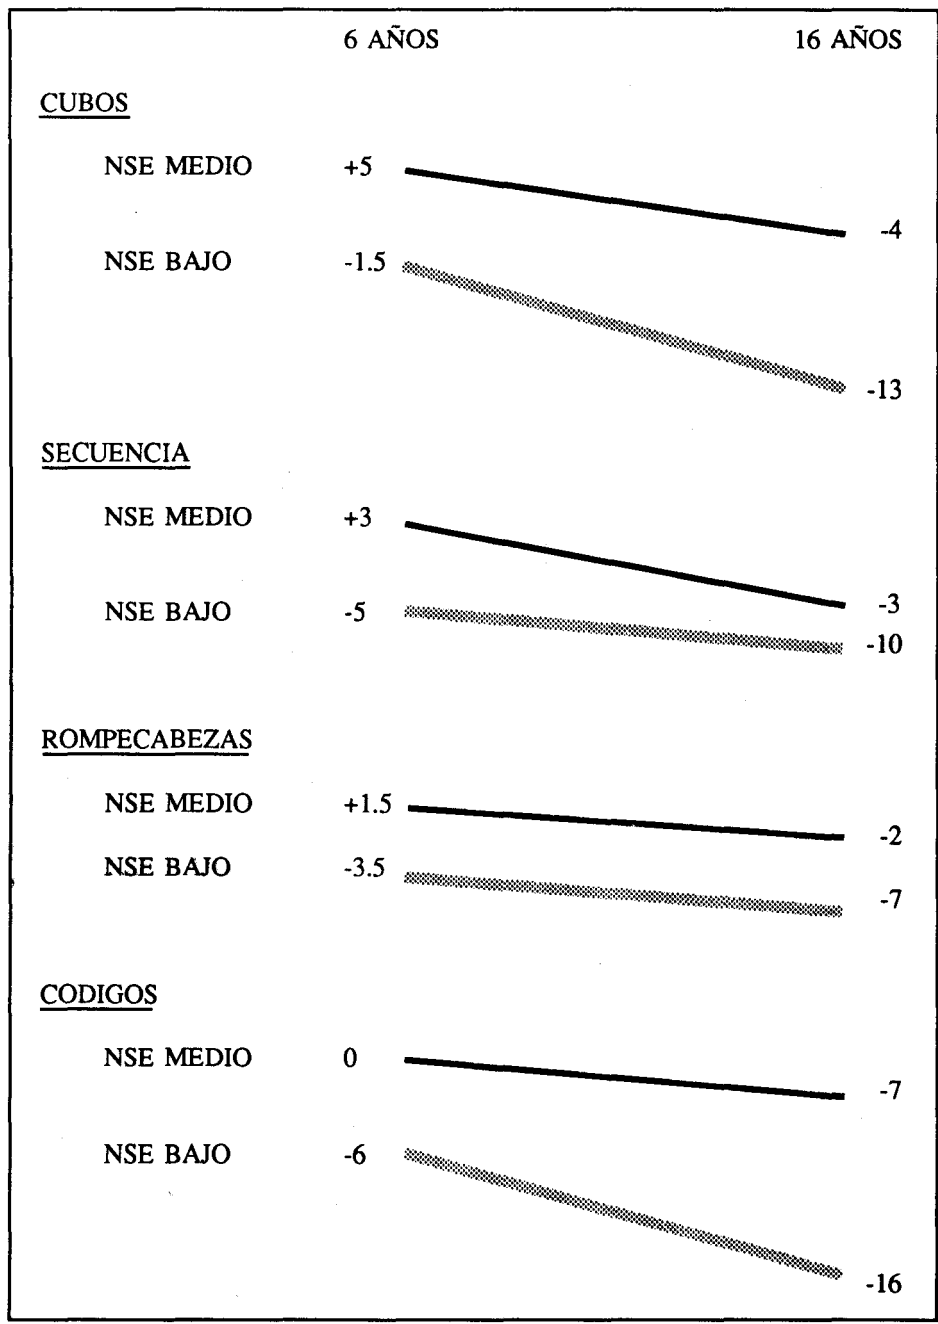 6 AÑOS 16 AÑOS
CUBOS
NSE MEDIO +5 -4
NSE BAJO -1.5 -13
SECUENCIA
NSE MEDIO +3 -3
NSE BAJO -5 -10
ROMPECABEZAS
NSE MEDIO +1.5 -2
NSE BAJO -3.5 -7
CODIGOS
NSE MEDIO 0 -7
NSE BAJO -6 -16